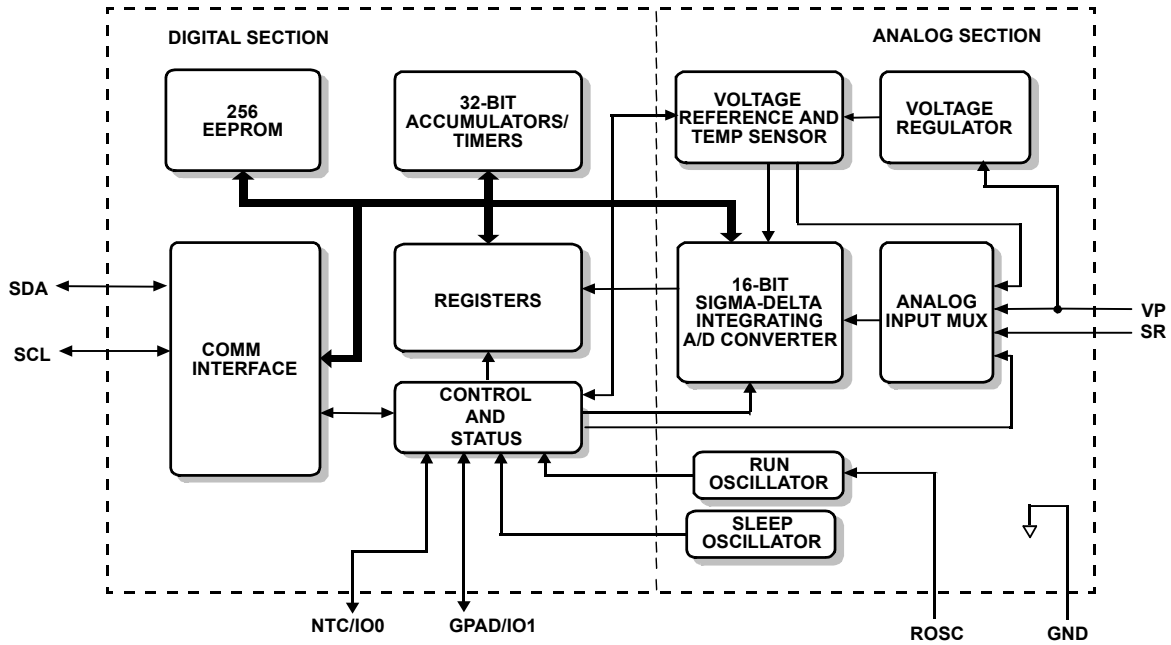 DIGITAL SECTION
ANALOG SECTION
256
EEPROM
32-BIT
ACCUMULATORS/
TIMERS
VOLTAGE
REFERENCE AND
TEMP SENSOR
VOLTAGE
REGULATOR
SDA
SCL
COMM
INTERFACE
REGISTERS
16-BIT
SIGMA-DELTA
INTEGRATING
A/D CONVERTER
ANALOG
INPUT MUX
VP
SR
CONTROL
AND
STATUS
RUN
OSCILLATOR
SLEEP
OSCILLATOR
NTC/IO0
GPAD/IO1
ROSC
GND